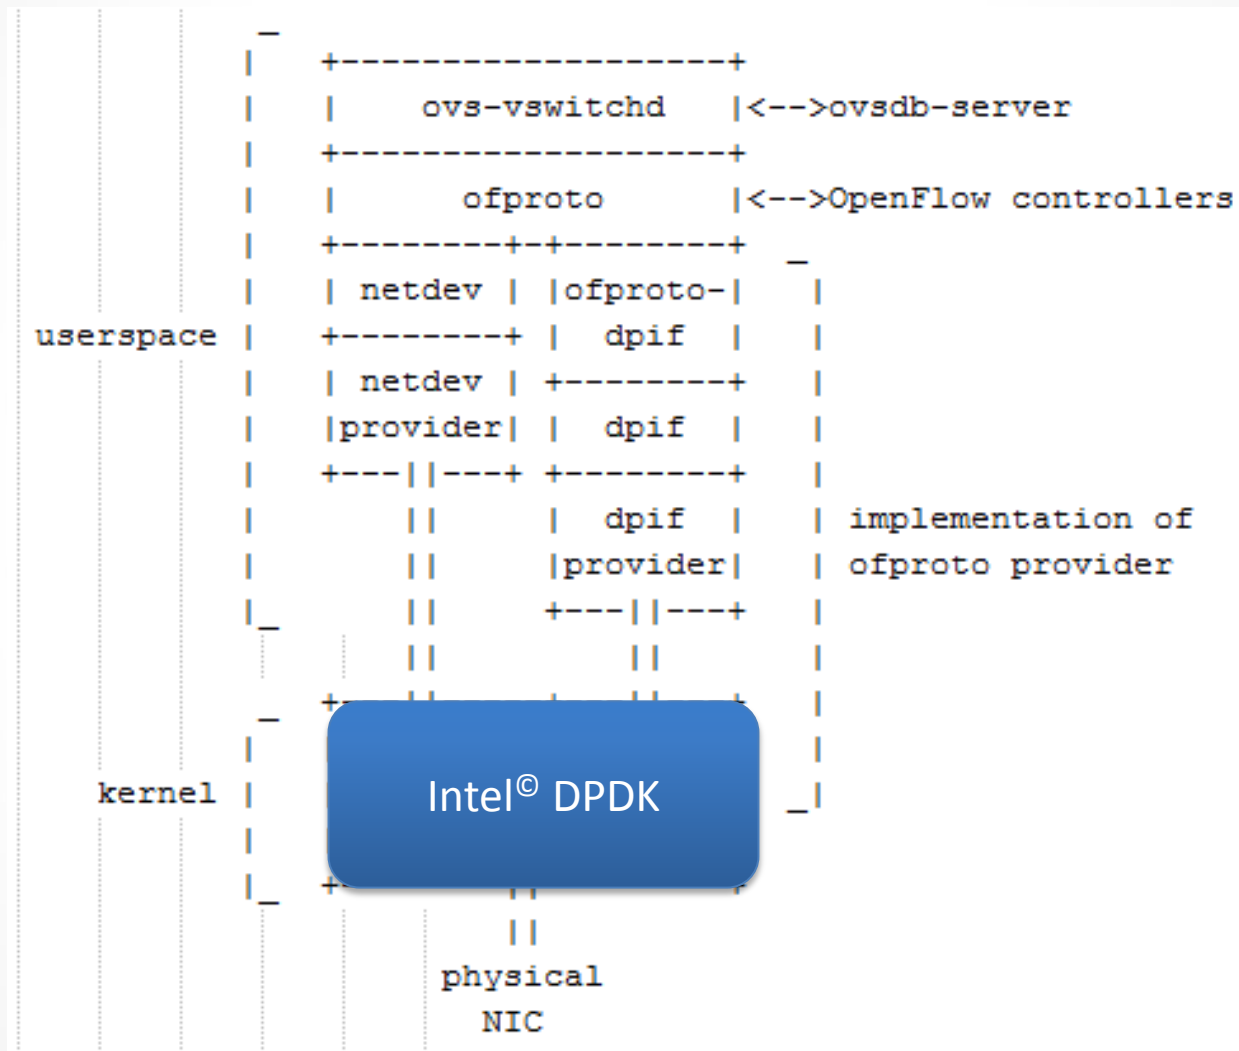 ovs-vswitchd <-->ovsdb-server
ofproto <-->OpenFlow controllers
netdev ofproto-
userspace dpif
netdev
provider dpif
dpif implementation of
provider ofproto provider
kernel Intel© DPDK
physical
NIC